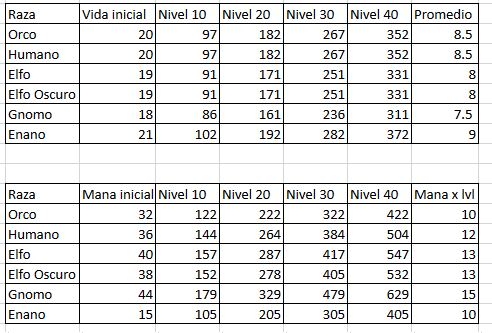 Raza Vida inicial Nivel 10 Nivel 20 Nivel 30 Nivel 40 Promedio
Orco 20 97 182 267 352 8.5
Humano 20 97 182 267 352 8.5
Elfo 19 91 171 251 331 8
Elfo Oscuro 19 91 171 251 331 8
Gnomo 18 86 161 236 311 7.5
Enano 21 102 192 282 372 9
Raza Mana inicial Nivel 10 Nivel 20 Nivel 30 Nivel 40 Mana x lvl
Orco 32 122 222 322 422 10
Humano 36 144 264 384 504 12
Elfo 40 157 287 417 547 13
Elfo Oscuro 38 152 278 405 532 13
Gnomo 44 179 329 479 629 15
Enano 15 105 205 305 405 10